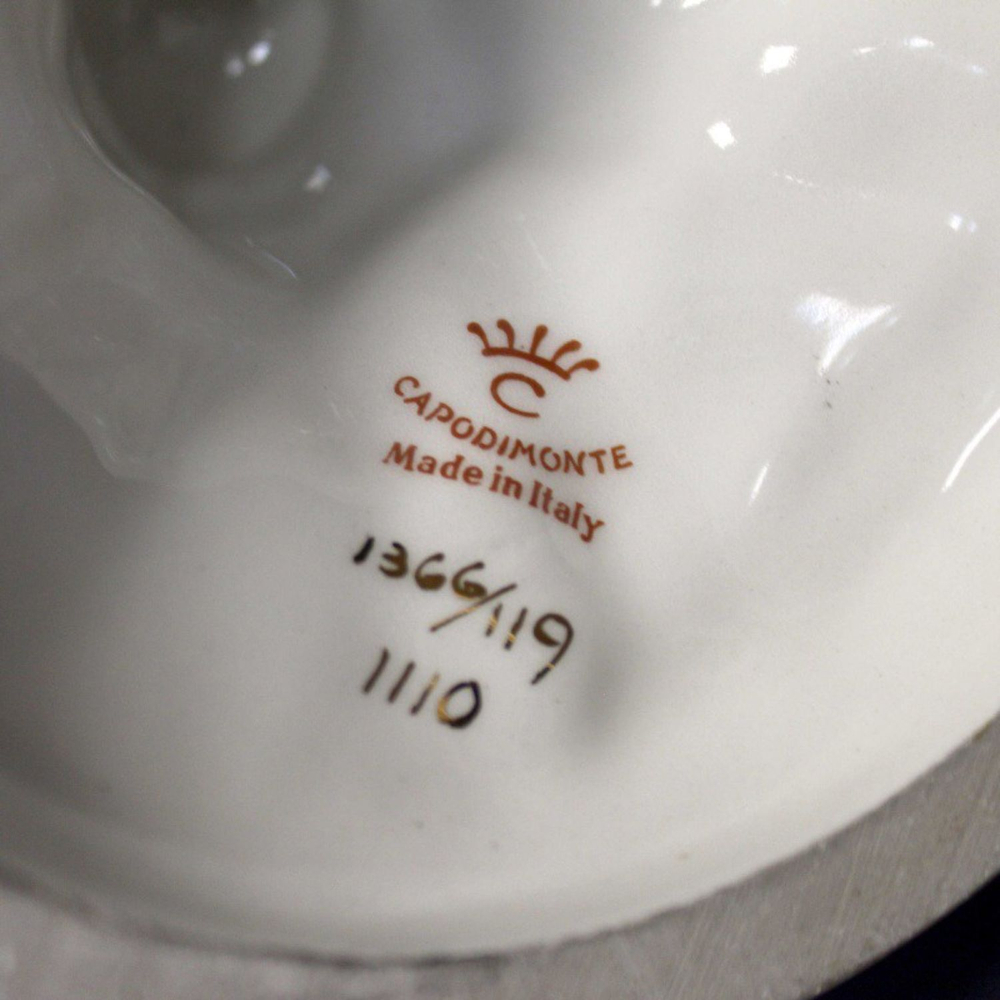 C
CAPODIMONTE
Made in Italy
1366/119
1110